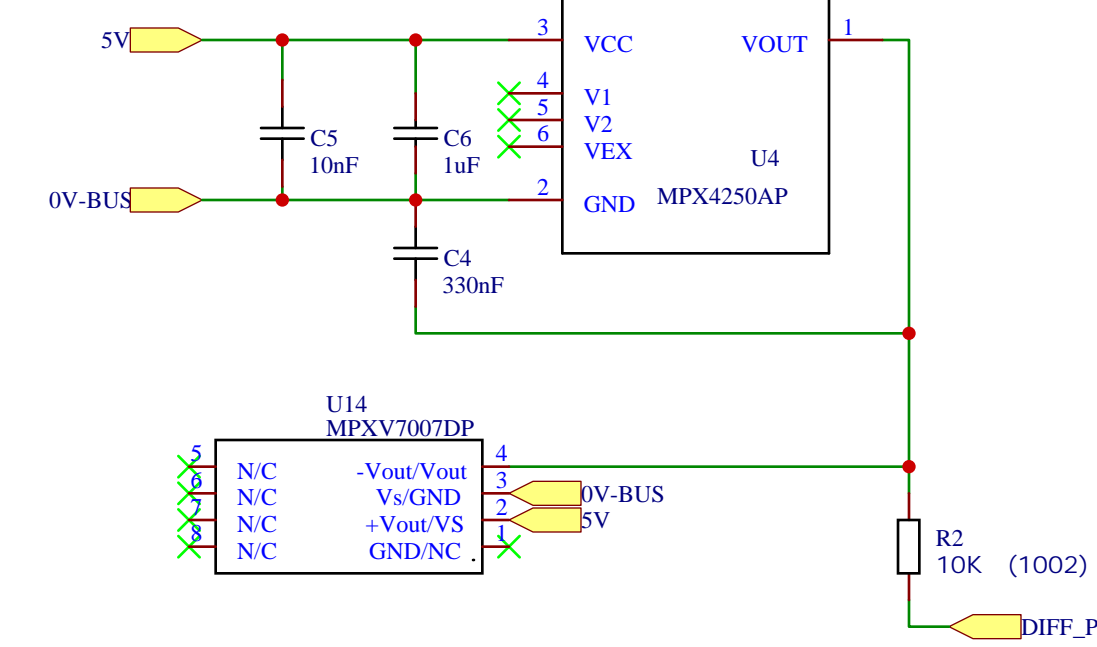 5V
3
VCC
VOUT
1
4
V1
5
V2
6
VEX
C5
10nF
C6
1uF
U4
MPX4250AP
0V-BUS
2
GND
C4
330nF
U14
MPXV7007DP
5
N/C
-Vout/Vout
4
6
N/C
Vs/GND
3
0V-BUS
7
N/C
+Vout/VS
2
5V
8
N/C
GND/NC
1
R2
10K (1002)
DIFF_P